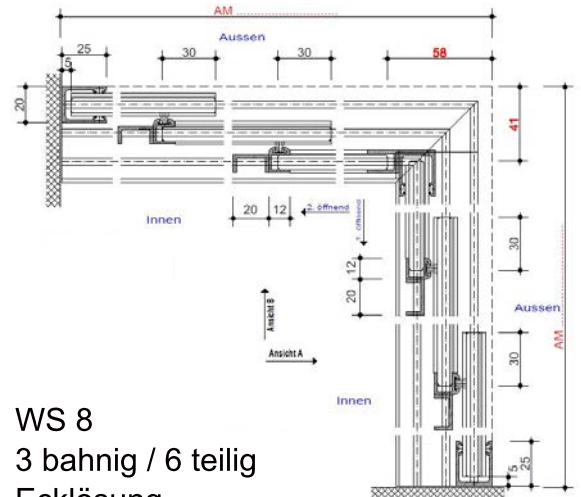 AM
Aussen
25
30
30
58
5
20
41
Innen
20
12
2. öffnend
1. öffnend
12
20
30
Ansicht B
Aussen
AM
Ansicht A
30
Innen
WS 8
3 bahnig / 6 teilig
5
25
Ecklösung